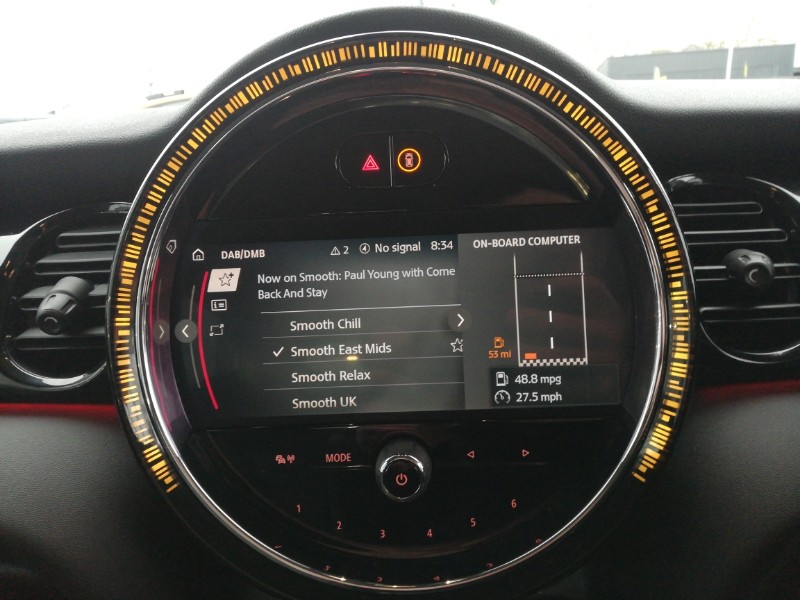 DAB/DMB
2 No signal 8:34
ON-BOARD COMPUTER
Now on Smooth: Paul Young with Come
Back And Stay
Smooth Chill
Smooth East Mids
Smooth Relax
Smooth UK
53 mi
48.8 mpg
27.5 mph
MODE
1 2 3 4 5 6